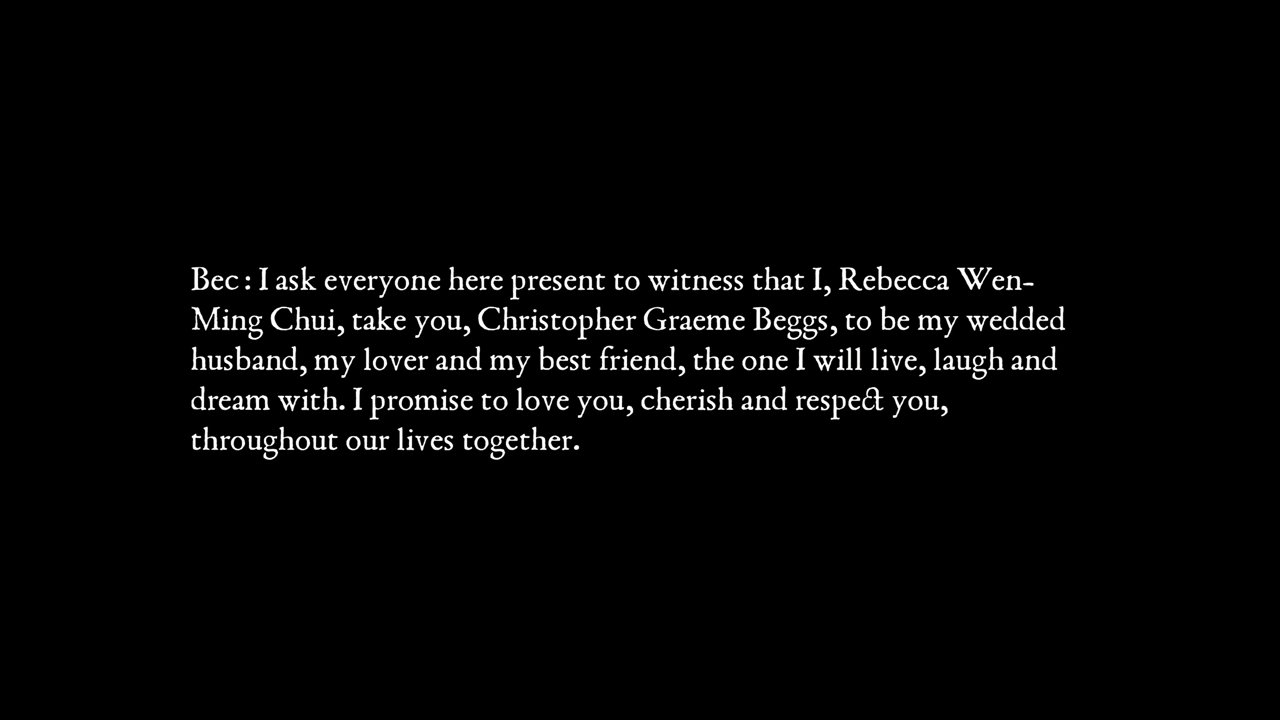 Bec : I ask everyone here present to witness that I, Rebecca Wen-
Ming Chui, take you, Christopher Graeme Beggs, to be my wedded
husband, my lover and my best friend, the one I will live, laugh and
dream with. I promise to love you, cherish and respect you,
throughout our lives together.